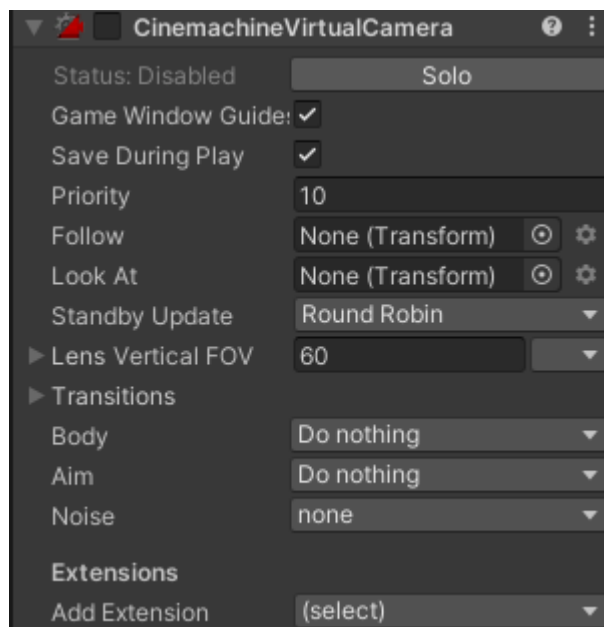 CinemachineVirtualCamera
Status: Disabled Solo
Game Window Guide
Save During Play
Priority 10
Follow None (Transform)
Look At None (Transform)
Standby Update Round Robin
Lens Vertical FOV 60
Transitions
Body Do nothing
Aim Do nothing
Noise none
Extensions
Add Extension (select)